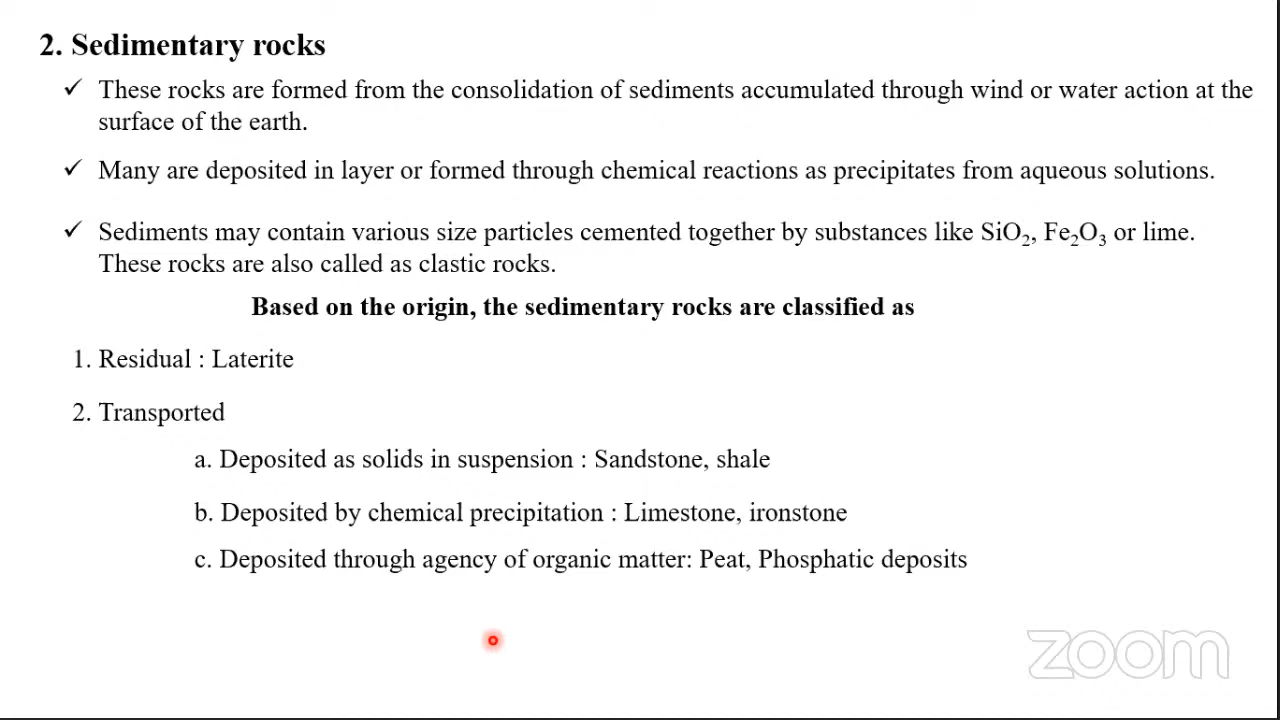 2. Sedimentary rocks
✓ These rocks are formed from the consolidation of sediments accumulated through wind or water action at the
surface of the earth.
✓ Many are deposited in layer or formed through chemical reactions as precipitates from aqueous solutions.
✓ Sediments may contain various size particles cemented together by substances like SiO₂, Fe₂O₃ or lime.
These rocks are also called as clastic rocks.
Based on the origin, the sedimentary rocks are classified as
1. Residual : Laterite
2. Transported
a. Deposited as solids in suspension : Sandstone, shale
b. Deposited by chemical precipitation : Limestone, ironstone
c. Deposited through agency of organic matter: Peat, Phosphatic deposits
zoom